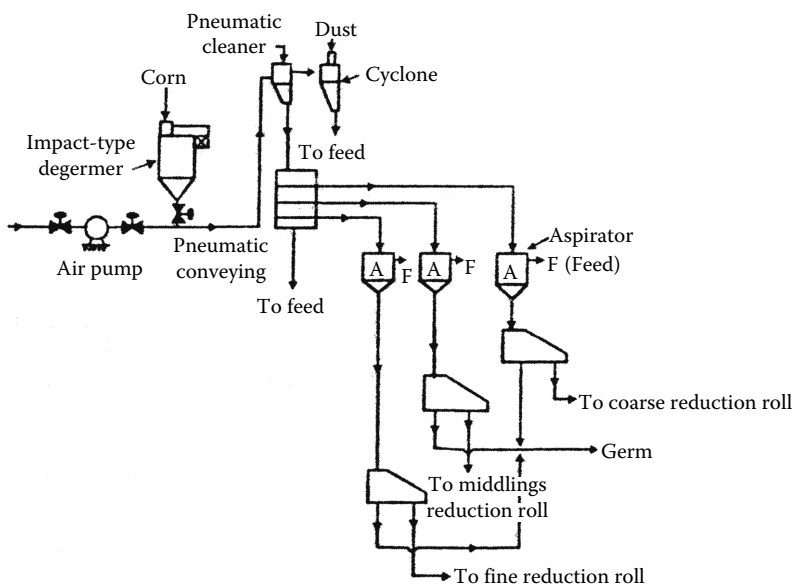 Pneumatic
cleaner
Dust
Corn
Cyclone
Impact-type
degermer
To feed
Pneumatic
conveying
Air pump
Aspirator
A
F
A
F
A
F (Feed)
To feed
To coarse reduction roll
Germ
To middlings
reduction roll
To fine reduction roll